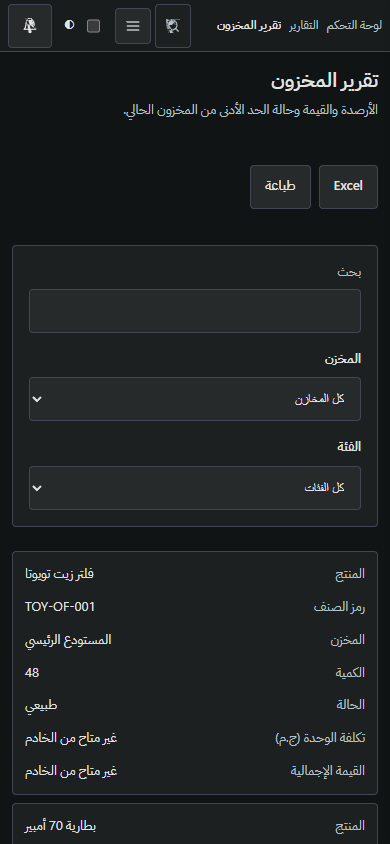 لوحة التحكم التقارير تقرير المخزون
تقرير المخزون
الأرصدة والقيمة وحالة الحد الأدنى من المخزون الحالي.
Excel طباعة
بحث
المخزن
كل المخازن
الفئة
كل الفئات
المنتج فلتر زيت تويوتا
رمز الصنف TOY-OF-001
المخزن المستودع الرئيسي
الكمية 48
الحالة طبيعي
تكلفة الوحدة (ج.م) غير متاح من الخادم
القيمة الإجمالية غير متاح من الخادم
المنتج بطارية 70 أمبير